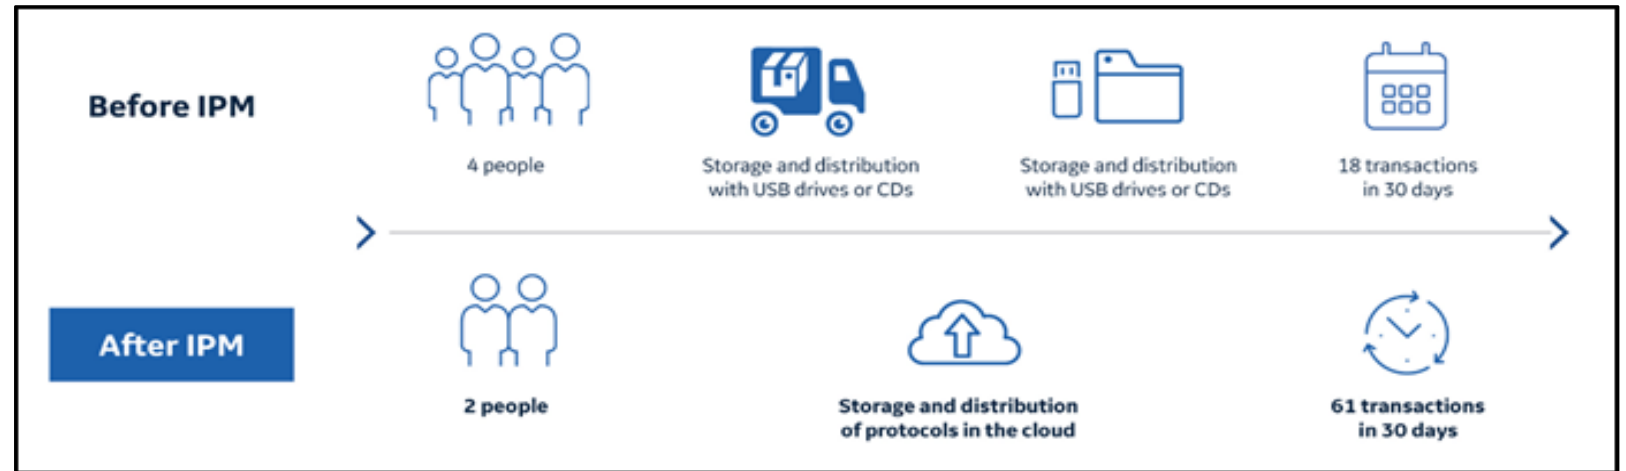 Before IPM
4 people
Storage and distribution
with USB drives or CDs
Storage and distribution
with USB drives or CDs
18 transactions
in 30 days
After IPM
2 people
Storage and distribution
of protocols in the cloud
61 transactions
in 30 days